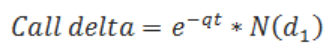 Call delta = e^{-qt} * N(d_1)